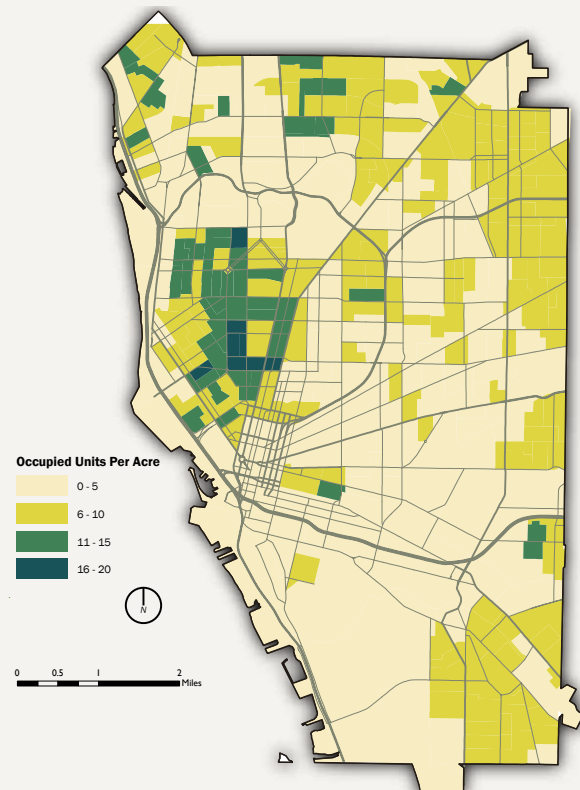 Occupied Units Per Acre
0 - 5
6 - 10
11 - 15
16 - 20
N
0 0.5 1 2
Miles